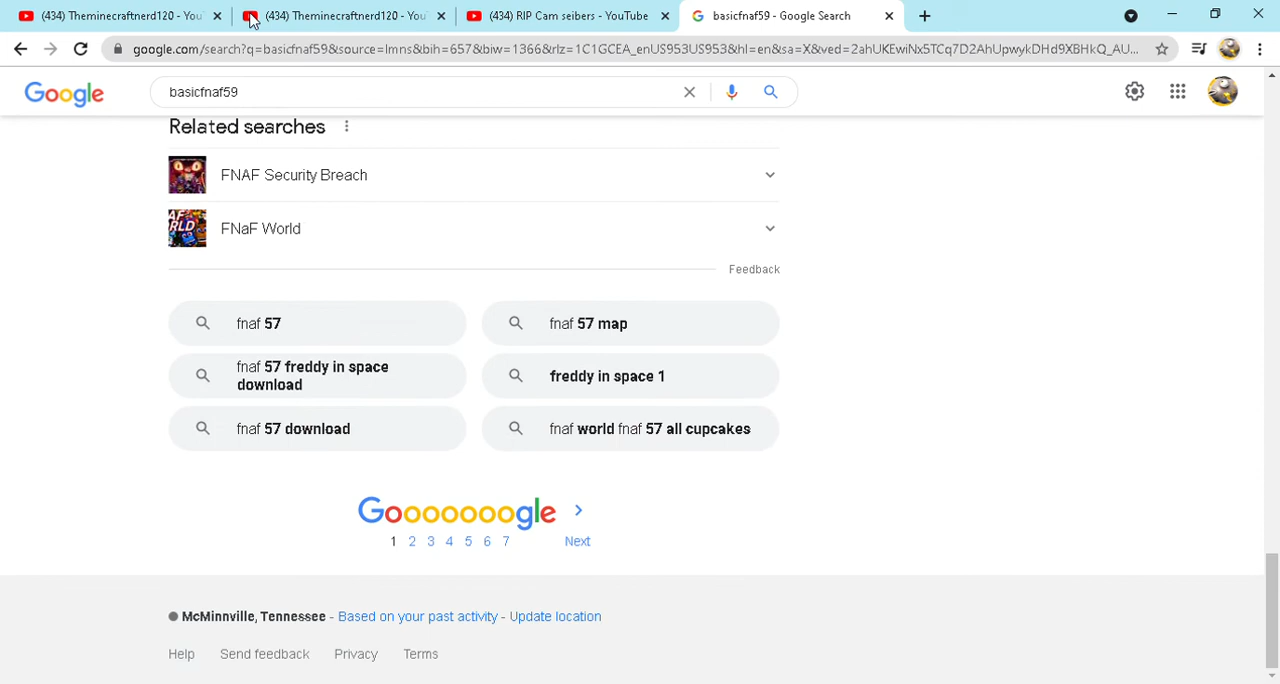 (434) Theminecraftnerd120 - You
(434) Theminecraftnerd120 - You
(430) RIP Cam seibers - YouTube
basicfnaf59 - Google Search
google.com/search?q=basicfnaf59&source=lmns&bih=657&biw=1366&rlz=1C1GCEA_enUS953US953&hl=en&sa=X&ved=2ahUKEwiNx5TCq7D2AhUpwykDHd9XBHkQ_AU...
Google
basicfnaf59
Related searches
FNAF Security Breach
FNaF World
Feedback
fnaf 57
fnaf 57 map
fnaf 57 freddy in space
download
freddy in space 1
fnaf 57 download
fnaf world fnaf 57 all cupcakes
Gooooooogle
1 2 3 4 5 6 7 Next
McMinnville, Tennessee - Based on your past activity - Update location
Help Send feedback Privacy Terms